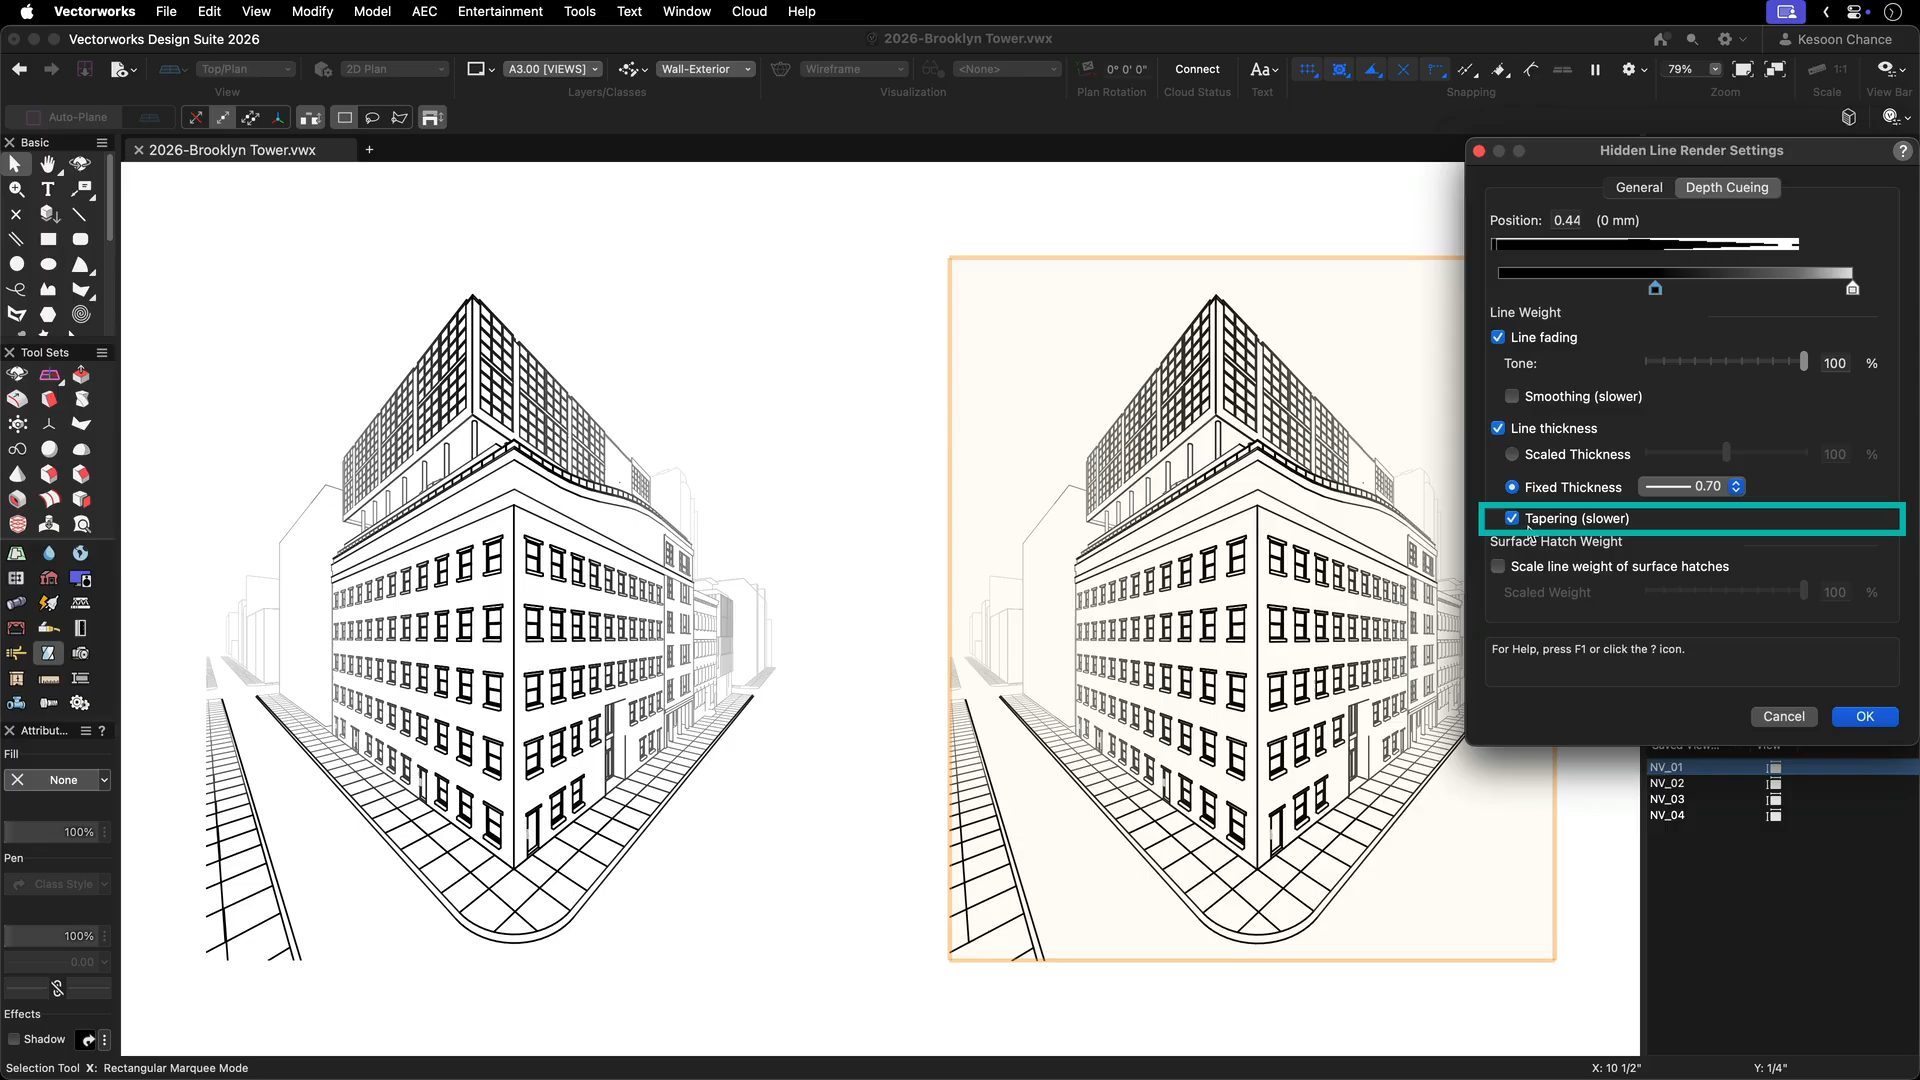 Vectorworks File Edit View Modify Model AEC Entertainment Tools Text Window Cloud Help
Vectorworks Design Suite 2026
2026-Brooklyn Tower.vwx
Kesoon Chance
Top/Plan
2D Plan
A3.00 [VIEWS]
Wall-Exterior
Wireframe
<None>
0° 0' 0"
Connect
Aa
79%
1:1
View
Layers/Classes
Visualization
Plan Rotation
Cloud Status
Text
Snapping
Zoom
Scale
View Bar
Auto-Plane
Basic
2026-Brooklyn Tower.vwx
+
Hidden Line Render Settings
?
General
Depth Cueing
Position: 0.44 (0 mm)
Line Weight
Line fading
Tone: 100 %
Smoothing (slower)
Line thickness
Scaled Thickness 100 %
Fixed Thickness 0.70
Tapering (slower)
Surface Hatch Weight
Scale line weight of surface hatches
Scaled Weight 100 %
For Help, press F1 or click the ? icon.
Cancel
OK
NV_01
NV_02
NV_03
NV_04
Tool Sets
Attribut... ?
Fill
None
100%
Pen
Class Style
100%
0.00
Effects
Shadow
Selection Tool X: Rectangular Marquee Mode
X: 10 1/2"
Y: 1/4"